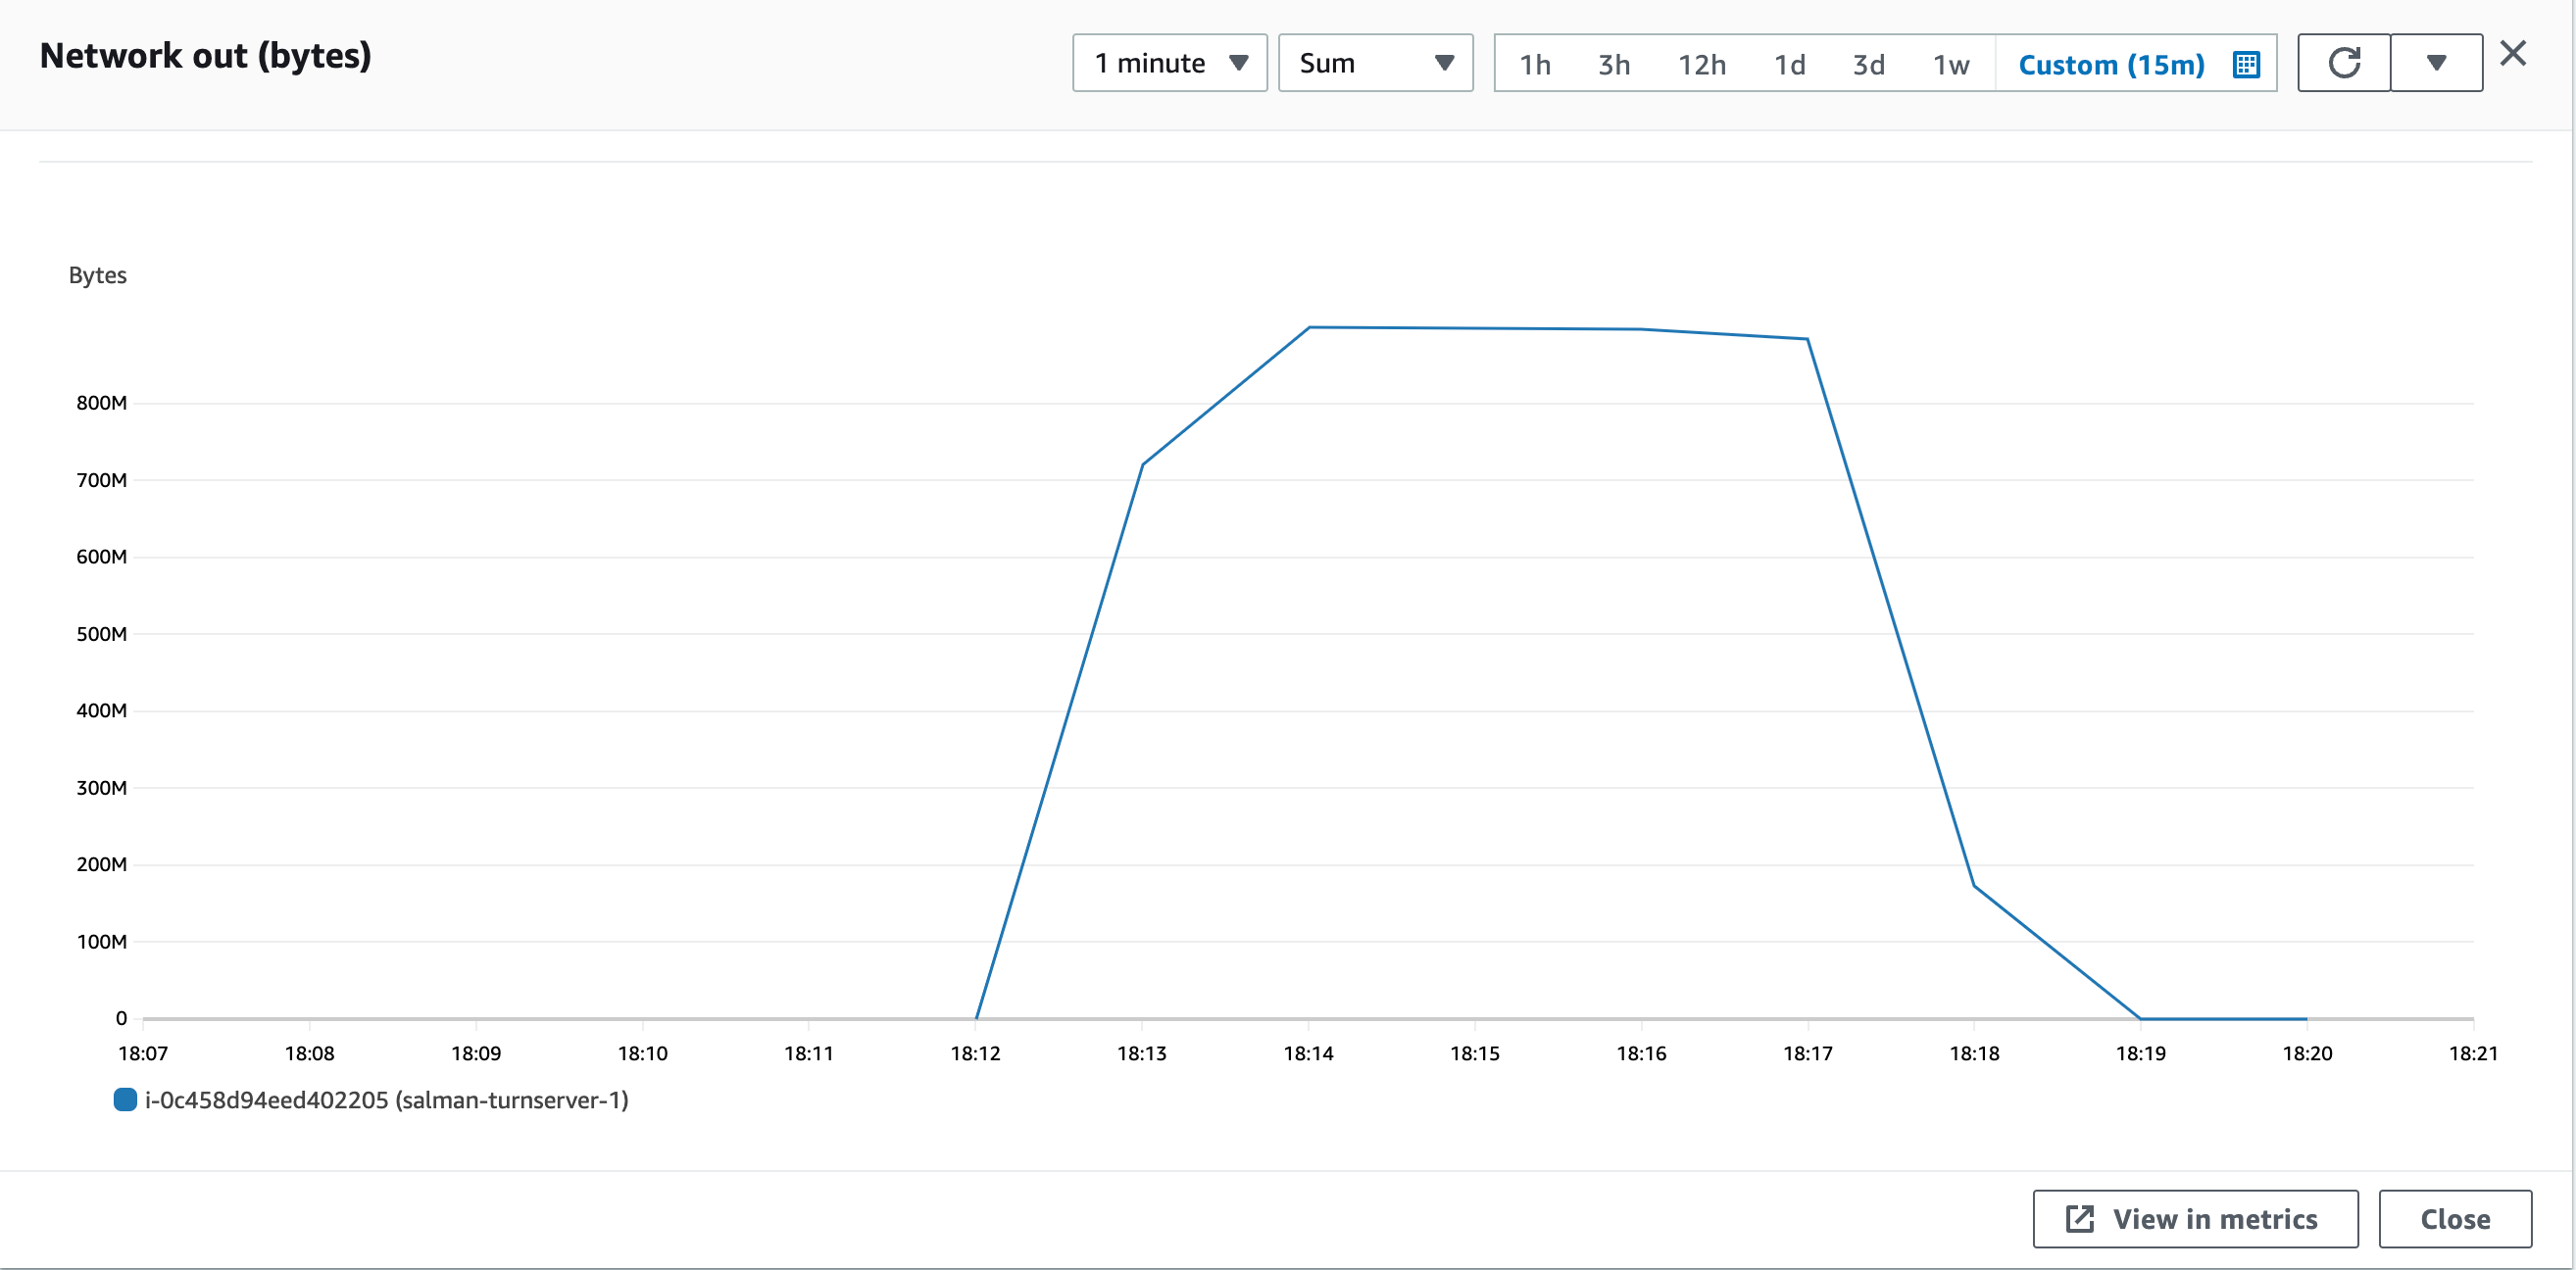 Network out (bytes)
1 minute
Sum
1h 3h 12h 1d 3d 1w Custom (15m)
Bytes
800M
700M
600M
500M
400M
300M
200M
100M
0
18:07 18:08 18:09 18:10 18:11 18:12 18:13 18:14 18:15 18:16 18:17 18:18 18:19 18:20 18:21
i-0c458d94eed402205 (salman-turnserver-1)
View in metrics
Close